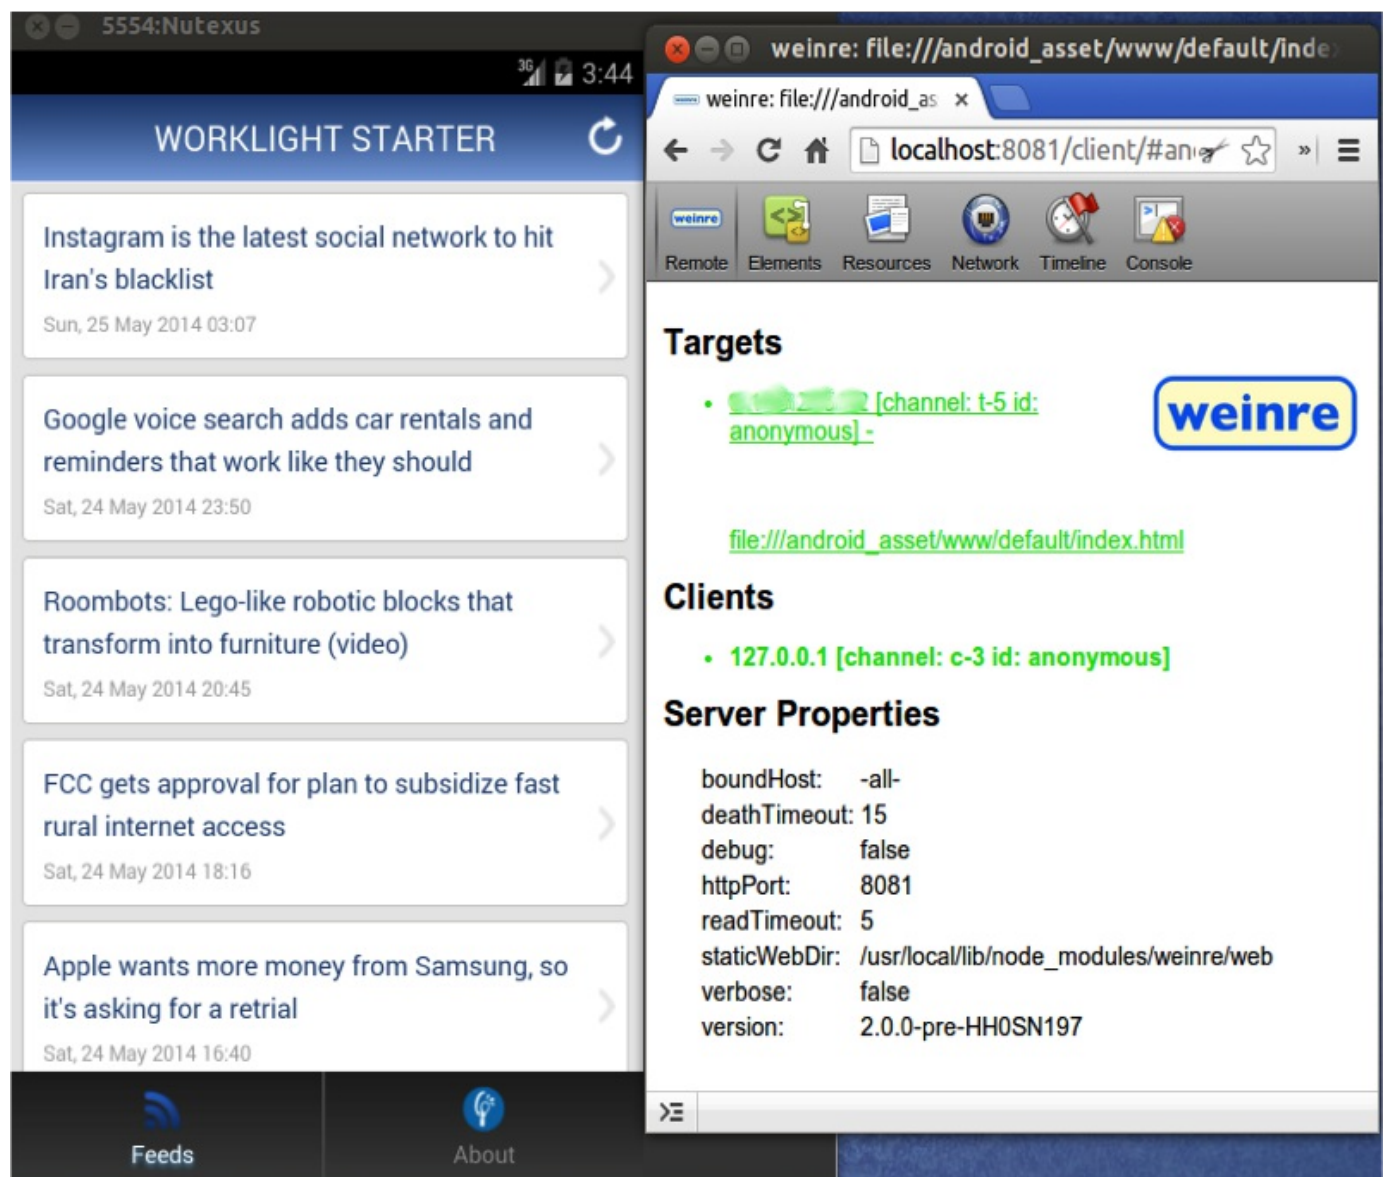 5554:Nutexus
3G 3:44
WORKLIGHT STARTER
Instagram is the latest social network to hit
Iran's blacklist
Sun, 25 May 2014 03:07
Google voice search adds car rentals and
reminders that work like they should
Sat, 24 May 2014 23:50
Roombots: Lego-like robotic blocks that
transform into furniture (video)
Sat, 24 May 2014 20:45
FCC gets approval for plan to subsidize fast
rural internet access
Sat, 24 May 2014 18:16
Apple wants more money from Samsung, so
it's asking for a retrial
Sat, 24 May 2014 16:40
Feeds About
weinre: file:///android_asset/www/default/inde
weinre: file:///android_as
localhost:8081/client/#an
weinre
Remote Elements Resources Network Timeline Console
Targets
[channel: t-5 id:
anonymous] -
weinre
file:///android_asset/www/default/index.html
Clients
127.0.0.1 [channel: c-3 id: anonymous]
Server Properties
boundHost: -all-
deathTimeout: 15
debug: false
httpPort: 8081
readTimeout: 5
staticWebDir: /usr/local/lib/node_modules/weinre/web
verbose: false
version: 2.0.0-pre-HH0SN197